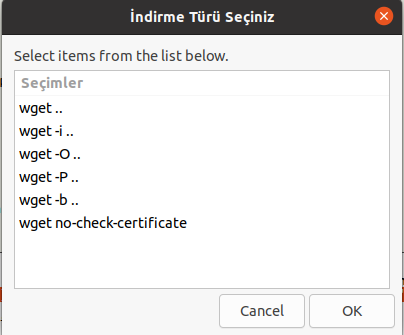 İndirme Türü Seçiniz
Select items from the list below.
Seçimler
wget ..
wget -i ..
wget -O ..
wget -P ..
wget -b ..
wget no-check-certificate
Cancel
OK